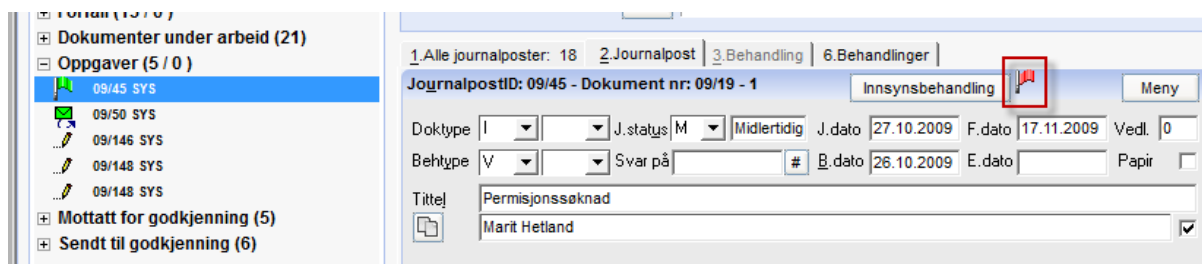 Forfall (15 / 0 )
Dokumenter under arbeid (21)
Oppgaver (5 / 0 )
09/45 SYS
09/50 SYS
09/146 SYS
09/148 SYS
09/148 SYS
Mottatt for godkjenning (5)
Sendt til godkjenning (6)
1.Alle journalposter: 18 2.Journalpost 3.Behandling 6.Behandlinger
JournalpostID: 09/45 - Dokument nr: 09/19 - 1 Innsynsbehandling Meny
Doktype I J.status M Midlertidig J.dato 27.10.2009 F.dato 17.11.2009 Vedl. 0
Behtype V Svar på # B.dato 26.10.2009 E.dato Papir
Tittel Permisjonssøknad
Marit Hetland